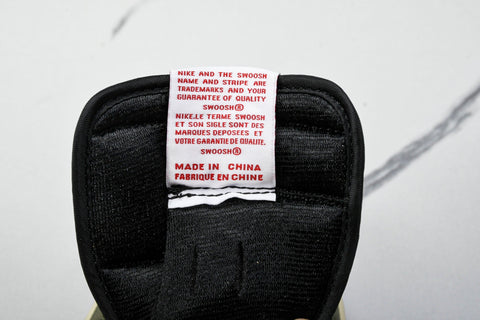 NIKE AND THE SWOOSH
NAME AND STRIPE ARE
TRADEMARKS AND YOUR
GUARANTEE OF QUALITY
SWOOSH®
NIKE.LE TERME SWOOSH
ET SON SIGLE SONT DES
MARQUES DEPOSEES ET
VOTRE GARANTIE DE QUALITE.
SWOOSH®
MADE IN CHINA
FABRIQUE EN CHINE